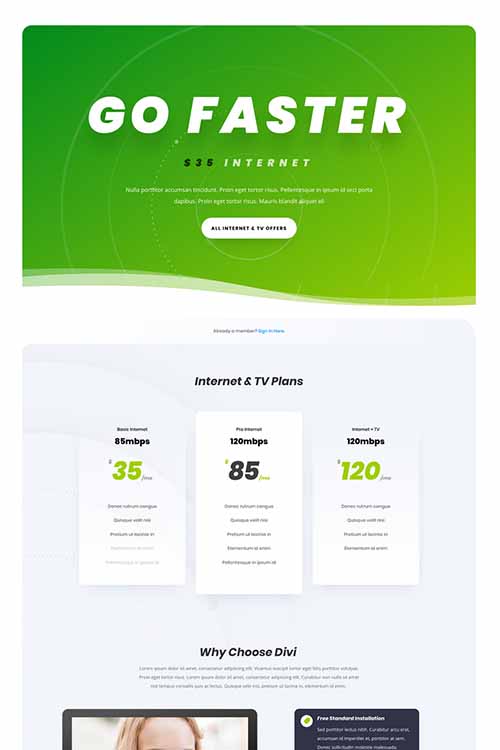 GO FASTER
$35 INTERNET
Nulla porttitor accumsan tincidunt. Proin eget tortor risus. Pellentesque in ipsum id orci porta
dapibus. Proin eget tortor risus. Mauris blandit aliquet eli
ALL INTERNET & TV OFFERS
Already a member? Sign In Here.
Internet & TV Plans
Basic Internet
85mbps
$35/mo
Donec rutrum congue
Quisque velit nisi
Pretium ut lacinia in
Elementum id enim
Pellentesque in ipsum id
Pro Internet
120mbps
$85/mo
Donec rutrum congue
Quisque velit nisi
Pretium ut lacinia in
Elementum id enim
Pellentesque in ipsum id
Internet + TV
120mbps
$120/mo
Donec rutrum congue
Quisque velit nisi
Pretium ut lacinia in
Elementum id enim
Why Choose Divi
Lorem ipsum dolor sit amet, consectetur adipiscing elit. Vivamus suscipit tortor eget felis porttitor volutpat.
Proin eget tortor risus. Lorem ipsum dolor sit amet, consectetur adipiscing elit. Curabitur non nulla sit amet
nisl tempus convallis quis ac lectus. Quisque velit nisi, pretium ut lacinia in, elementum id enim.
Free Standard Installation
Sed porttitor lectus nibh. Curabitur arcu erat,
accumsan id imperdiet et, porttitor at sem.
Donec sollicitudin molestie malesuada.